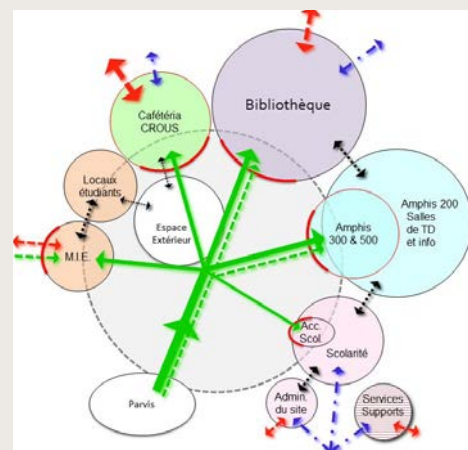 Bibliothèque
Cafétéria
CROUS
Locaux
étudiants
Espace
Extérieur
M.I.E.
Amphis 200
Salles
de TD
et info
Amphis
300 & 500
Acc.
Scol.
Scolarité
Parvis
Admin.
du site
Services
Supports